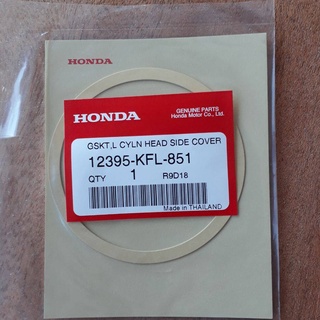 HONDA
HONDA
GENUINE PARTS
Honda Motor Co., Ltd.
GSKT,L CYLN HEAD SIDE COVER
12395-KFL-851
QTY 1 R9D18
Made in THAILAND